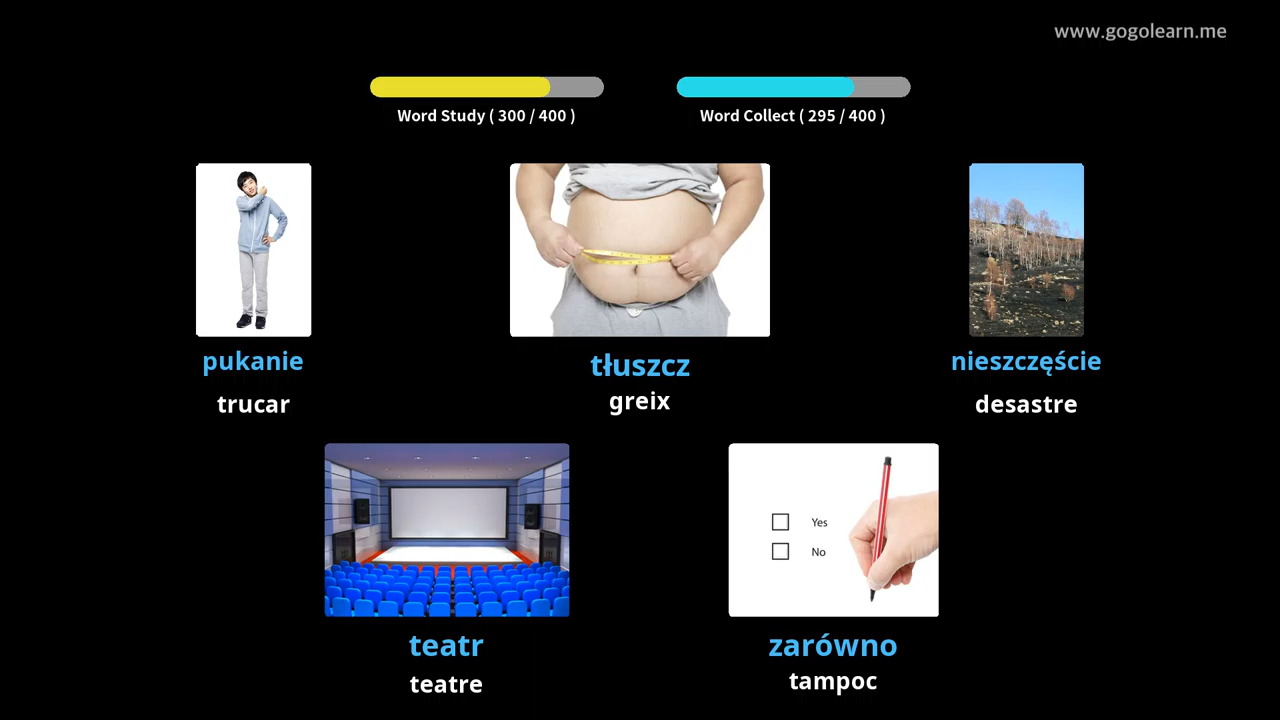 www.gogolearn.me
Word Study ( 300 / 400 )
Word Collect ( 295 / 400 )
pukanie
trucar
tłuszcz
greix
nieszczęście
desastre
Yes
No
teatr
teatre
zarówno
tampoc